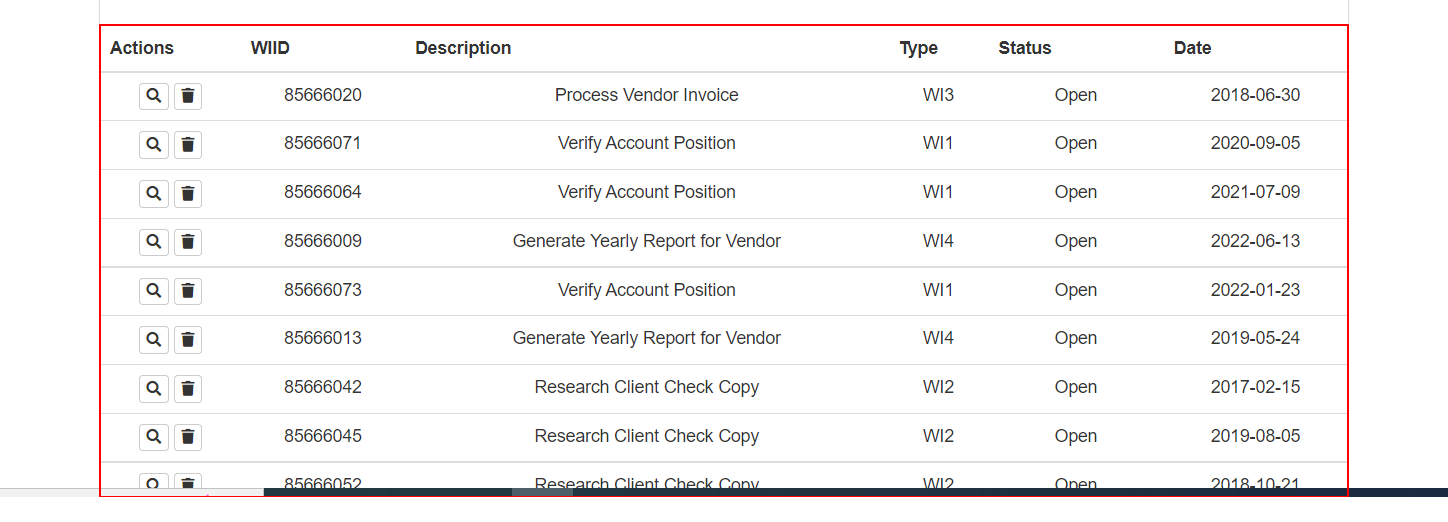 Actions WIID Description Type Status Date
85666020 Process Vendor Invoice WI3 Open 2018-06-30
85666071 Verify Account Position WI1 Open 2020-09-05
85666064 Verify Account Position WI1 Open 2021-07-09
85666009 Generate Yearly Report for Vendor WI4 Open 2022-06-13
85666073 Verify Account Position WI1 Open 2022-01-23
85666013 Generate Yearly Report for Vendor WI4 Open 2019-05-24
85666042 Research Client Check Copy WI2 Open 2017-02-15
85666045 Research Client Check Copy WI2 Open 2019-08-05
85666052 Research Client Check Copy WI2 Open 2018-10-21